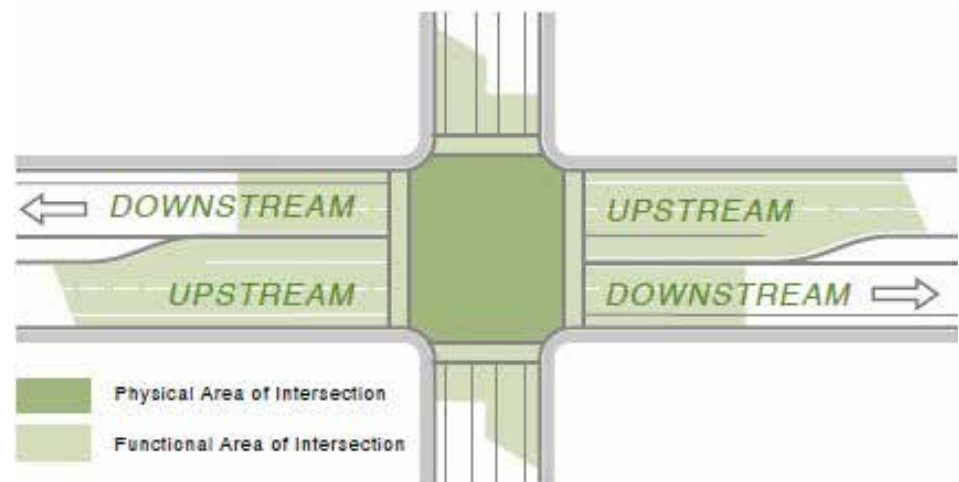 DOWNSTREAM
UPSTREAM
UPSTREAM
DOWNSTREAM
Physical Area of Intersection
Functional Area of Intersection